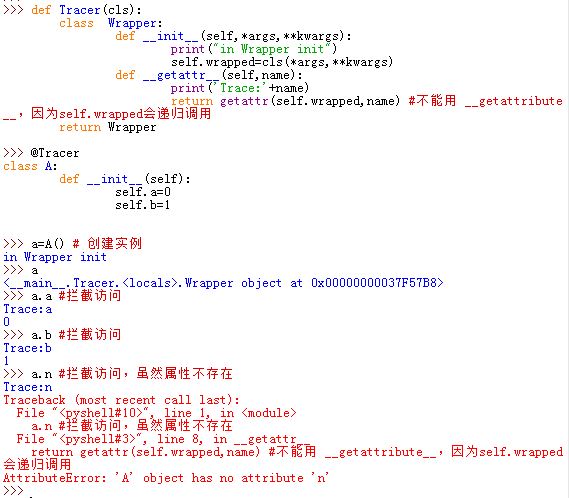 >>> def Tracer(cls):
        class  Wrapper:
                def __init__(self,*args,**kwargs):
                        print("in Wrapper init")
                        self.wrapped=cls(*args,**kwargs)
                def __getattr__(self,name):
                        print('Trace:'+name)
                        return getattr(self.wrapped,name) #不能用 __getattribute
__，因为self.wrapped会递归调用
        return Wrapper
>>> @Tracer
class A:
        def __init__(self):
                self.a=0
                self.b=1
>>> a=A() # 创建实例
in Wrapper init
>>> a
<__main__.Tracer.<locals>.Wrapper object at 0x00000000037F57B8>
>>> a.a #拦截访问
Trace:a
0
>>> a.b #拦截访问
Trace:b
1
>>> a.n #拦截访问，虽然属性不存在
Trace:n
Traceback (most recent call last):
  File "<pyshell#10>", line 1, in <module>
    a.n #拦截访问，虽然属性不存在
  File "<pyshell#3>", line 8, in __getattr__
    return getattr(self.wrapped,name) #不能用 __getattribute__，因为self.wrapped
会递归调用
AttributeError: 'A' object has no attribute 'n'
>>>